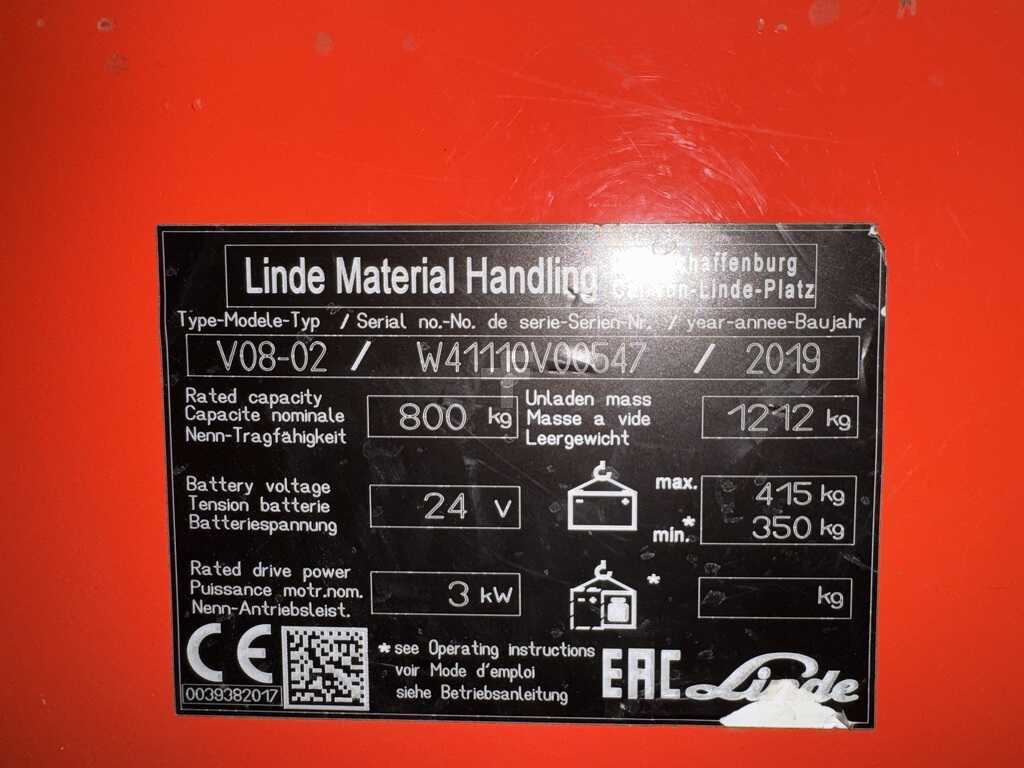 Linde Material Handling
Carl-von-Linde-Platz
Type-Modele-Typ / Serial no.-No. de serie-Serien-Nr. / year-annee-Baujahr
V08-02 / W41110V00547 / 2019
Rated capacity
Capacite nominale
Nenn-Tragfähigkeit
800 kg
Unladen mass
Masse a vide
Leergewicht
1212 kg
Battery voltage
Tension batterie
Batteriespannung
24 V
max. 415 kg
min.* 350 kg
Rated drive power
Puissance motr.nom.
Nenn-Antriebsleist.
3 kW
* kg
CE
0039382017
*see Operating instructions
voir Mode d'emploi
siehe Betriebsanleitung
EAC
Linde